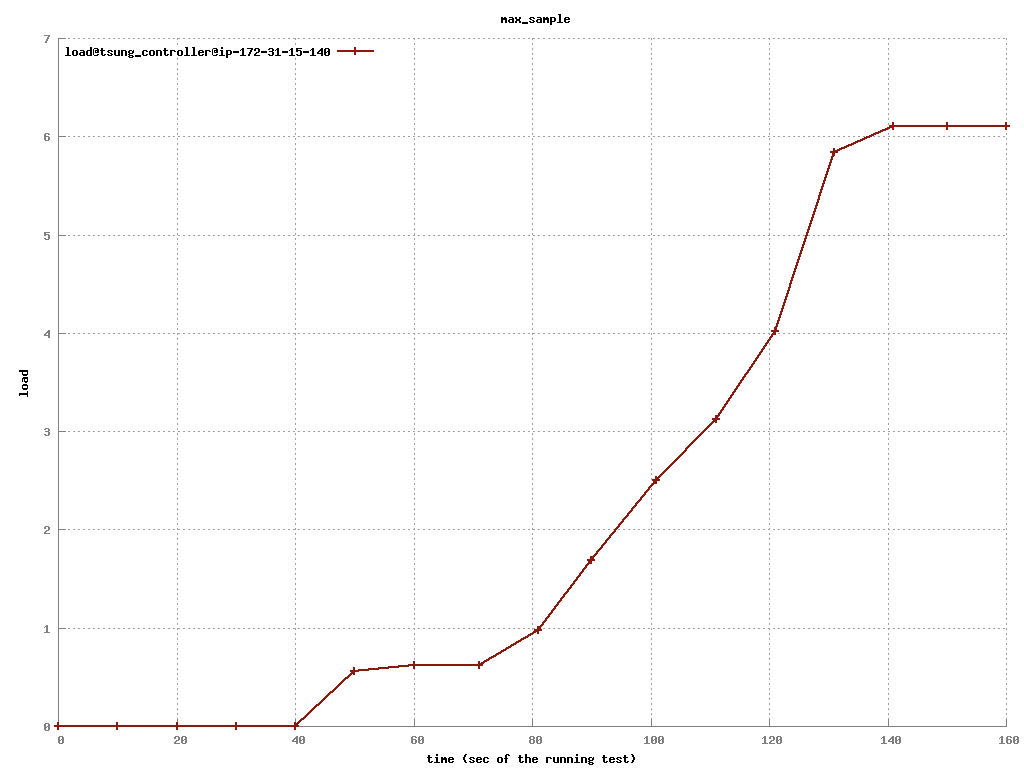 max_sample
load@tsung_controller@ip-172-31-15-140
7
6
5
4
3
2
1
0
load
0 20 40 60 80 100 120 140 160
time (sec of the running test)